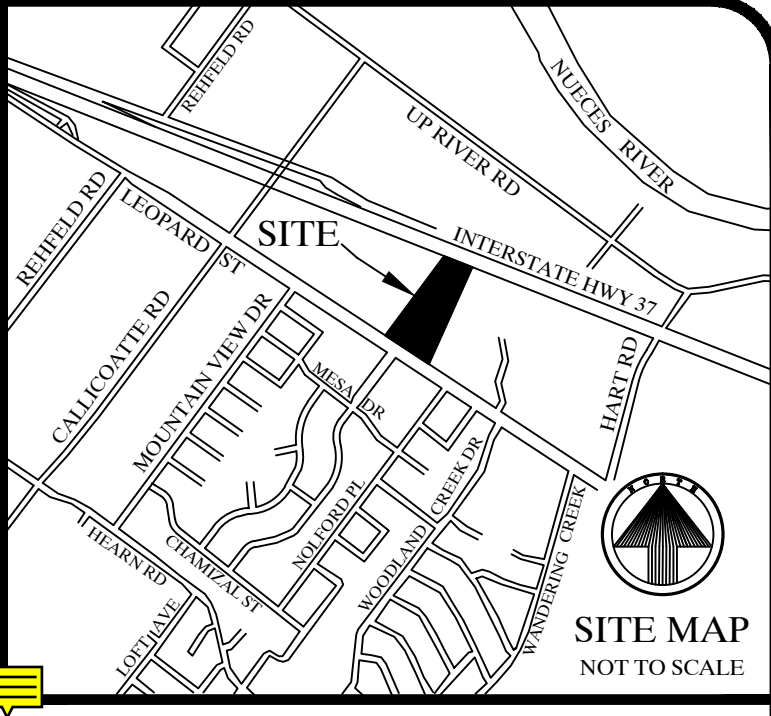 REHFELD RD
NUECES RIVER
UP RIVER RD
REHFELD RD
LEOPARD ST
SITE
INTERSTATE HWY 37
CALLICOATTE RD
MOUNTAIN VIEW DR
MESA DR
HART RD
NOLFORD PL
WOODLAND CREEK DR
WANDERING CREEK
HEARN RD
CHAMIZAL ST
LOFT AVE
NORTH
SITE MAP
NOT TO SCALE